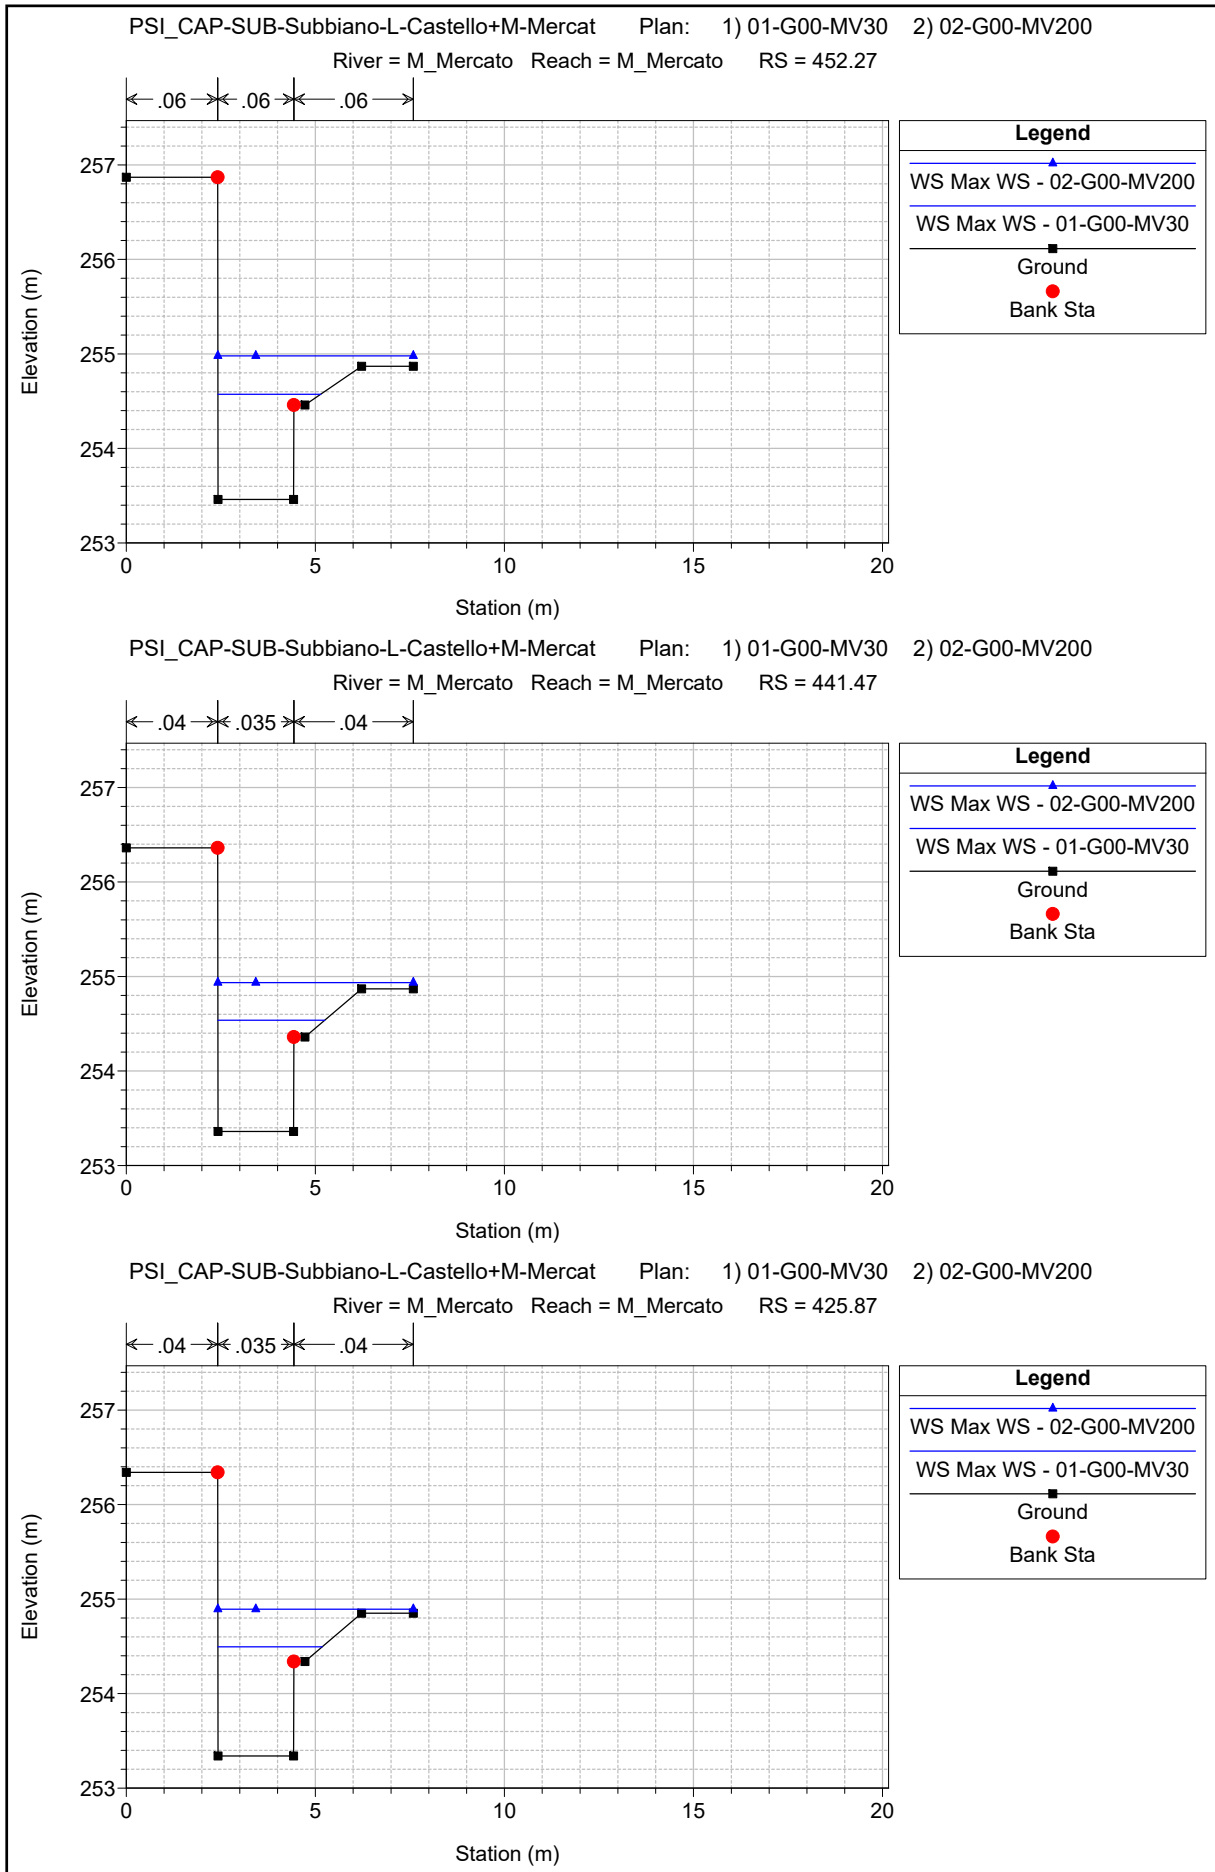 PSI_CAP-SUB-Subbiano-L-Castello+M-Mercat Plan: 1) 01-G00-MV30 2) 02-G00-MV200
River = M_Mercato Reach = M_Mercato RS = 452.27
.06 .06 .06
Legend
WS Max WS - 02-G00-MV200
WS Max WS - 01-G00-MV30
Ground
Bank Sta
257
256
255
254
253
Elevation (m)
0 5 10 15 20
Station (m)
PSI_CAP-SUB-Subbiano-L-Castello+M-Mercat Plan: 1) 01-G00-MV30 2) 02-G00-MV200
River = M_Mercato Reach = M_Mercato RS = 441.47
.04 .035 .04
Legend
WS Max WS - 02-G00-MV200
WS Max WS - 01-G00-MV30
Ground
Bank Sta
257
256
255
254
253
Elevation (m)
0 5 10 15 20
Station (m)
PSI_CAP-SUB-Subbiano-L-Castello+M-Mercat Plan: 1) 01-G00-MV30 2) 02-G00-MV200
River = M_Mercato Reach = M_Mercato RS = 425.87
.04 .035 .04
Legend
WS Max WS - 02-G00-MV200
WS Max WS - 01-G00-MV30
Ground
Bank Sta
257
256
255
254
253
Elevation (m)
0 5 10 15 20
Station (m)